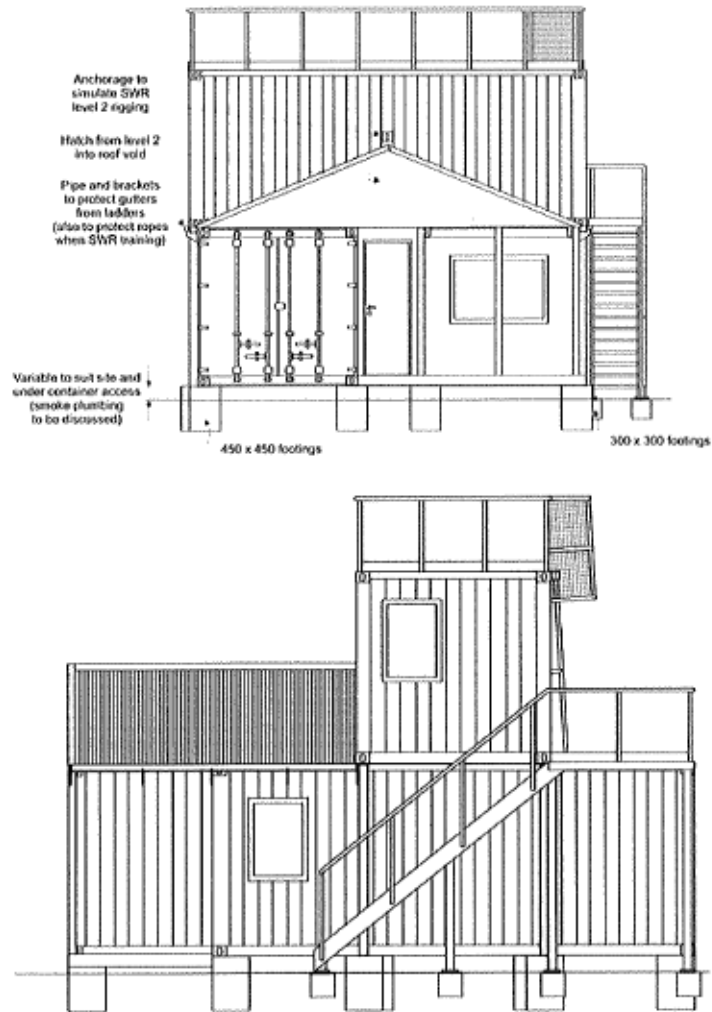 Anchorage to
simulate SWR
level 2 rigging
Hatch from level 2
into roof void
Pipe and brackets
to protect gutters
from ladders
(also to protect ropes
when SWR training)
Variable to suit site and
under container access
(smoke plumbing
to be discussed)
450 x 450 footings
300 x 300 footings